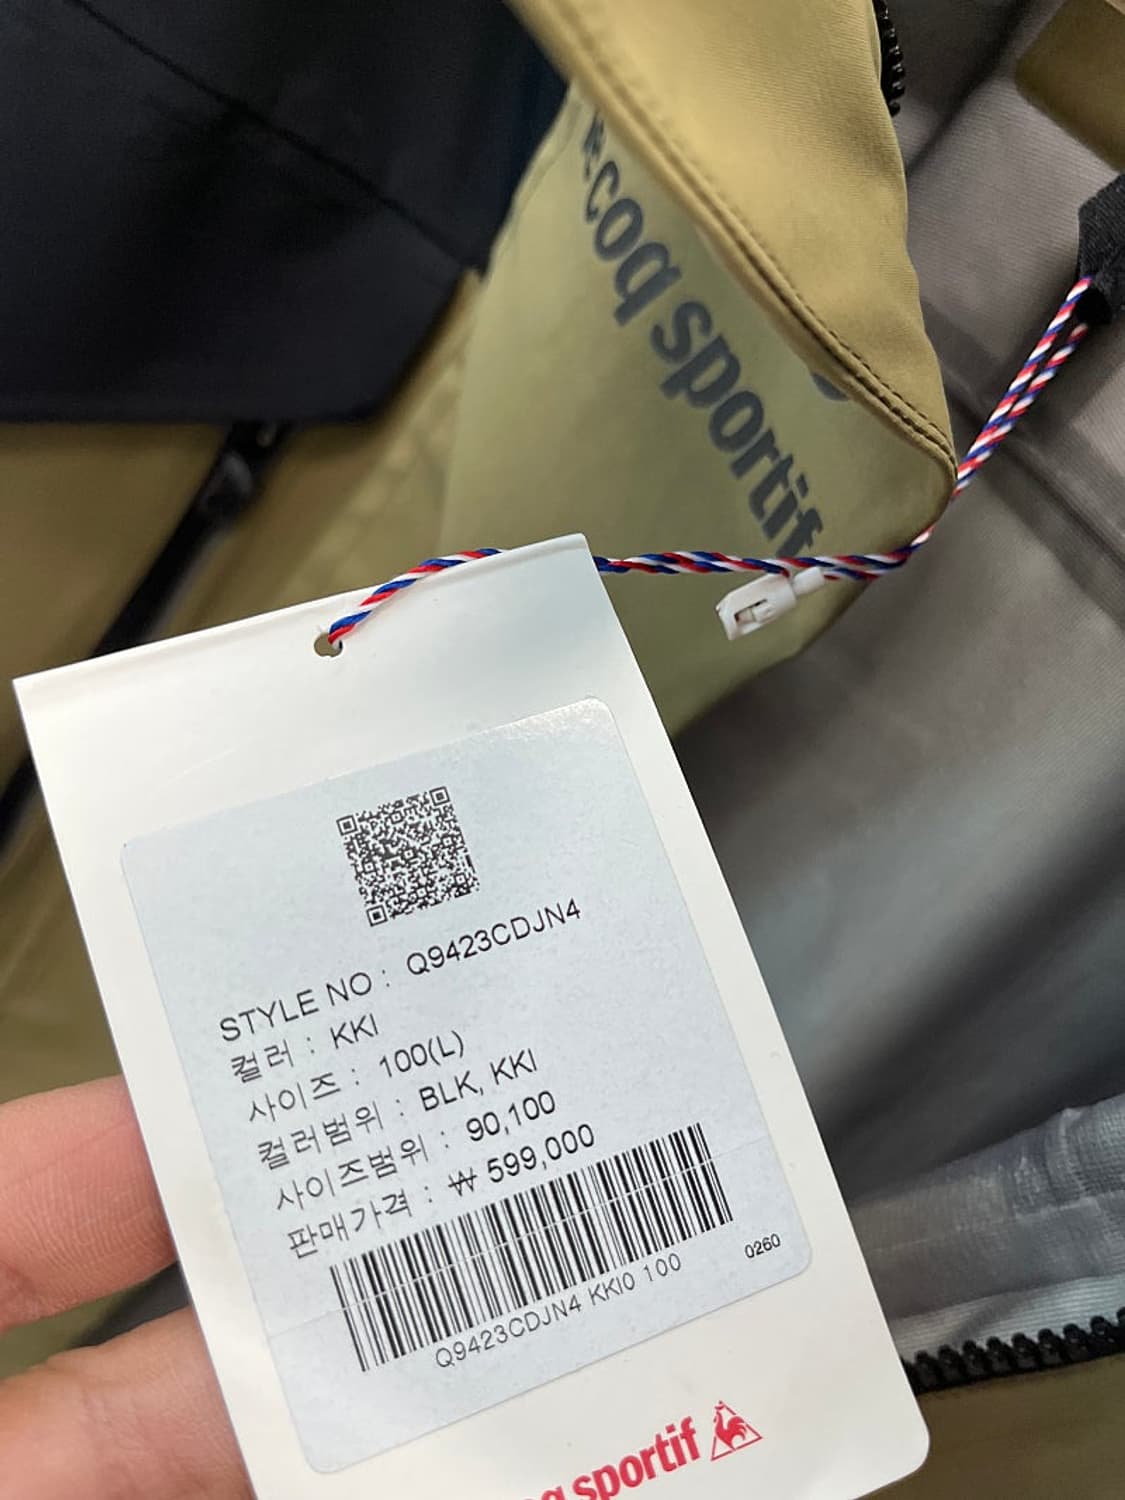 coq sportif
STYLE NO : Q9423CDJN4
컬러 : KKI
사이즈 : 100(L)
컬러범위 : BLK, KKI
사이즈범위 : 90,100
판매가격 : ₩ 599,000
Q9423CDJN4 KKI0 100
0260
sportif